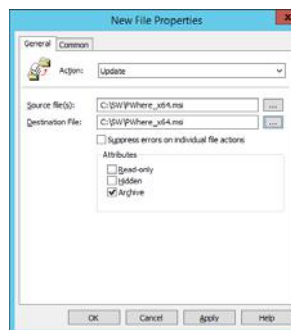 New File Properties
x
General Common
Action: Update
Source file(s): C:\SW\PWhere_x64.msi ...
Destination File: C:\SW\PWhere_x64.msi ...
Suppress errors on individual file actions
Attributes
Read-only
Hidden
Archive
OK Cancel Apply Help